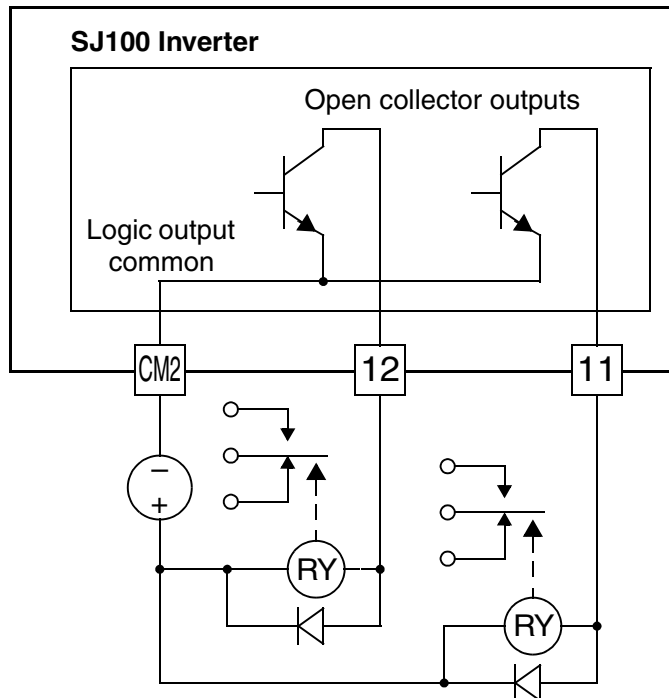 SJ100 Inverter
Open collector outputs
Logic output
common
CM2
12
11
−
+
RY
RY